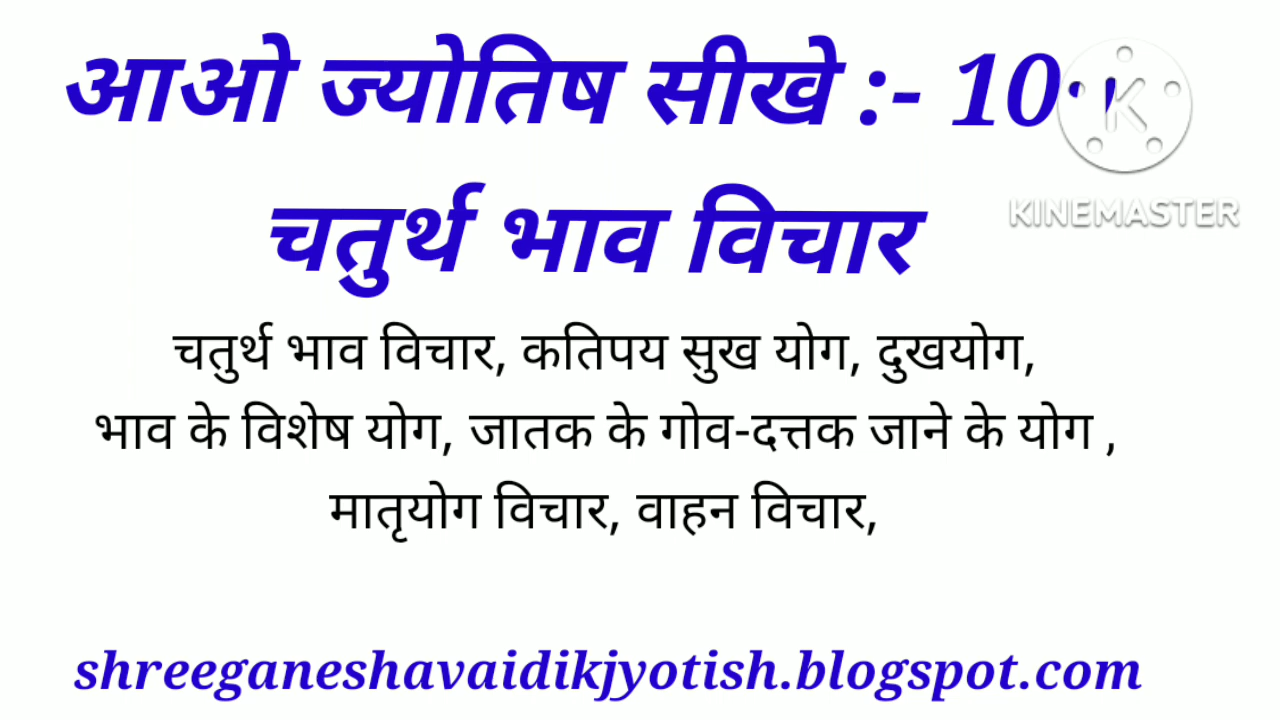 आओ ज्योतिष सीखे :- 10
चतुर्थ भाव विचार
KINEMASTER
चतुर्थ भाव विचार, कतिपय सुख योग, दुखयोग,
भाव के विशेष योग, जातक के गोव-दत्तक जाने के योग ,
मातृयोग विचार, वाहन विचार,
shreeganeshavaidikjyotish.blogspot.com